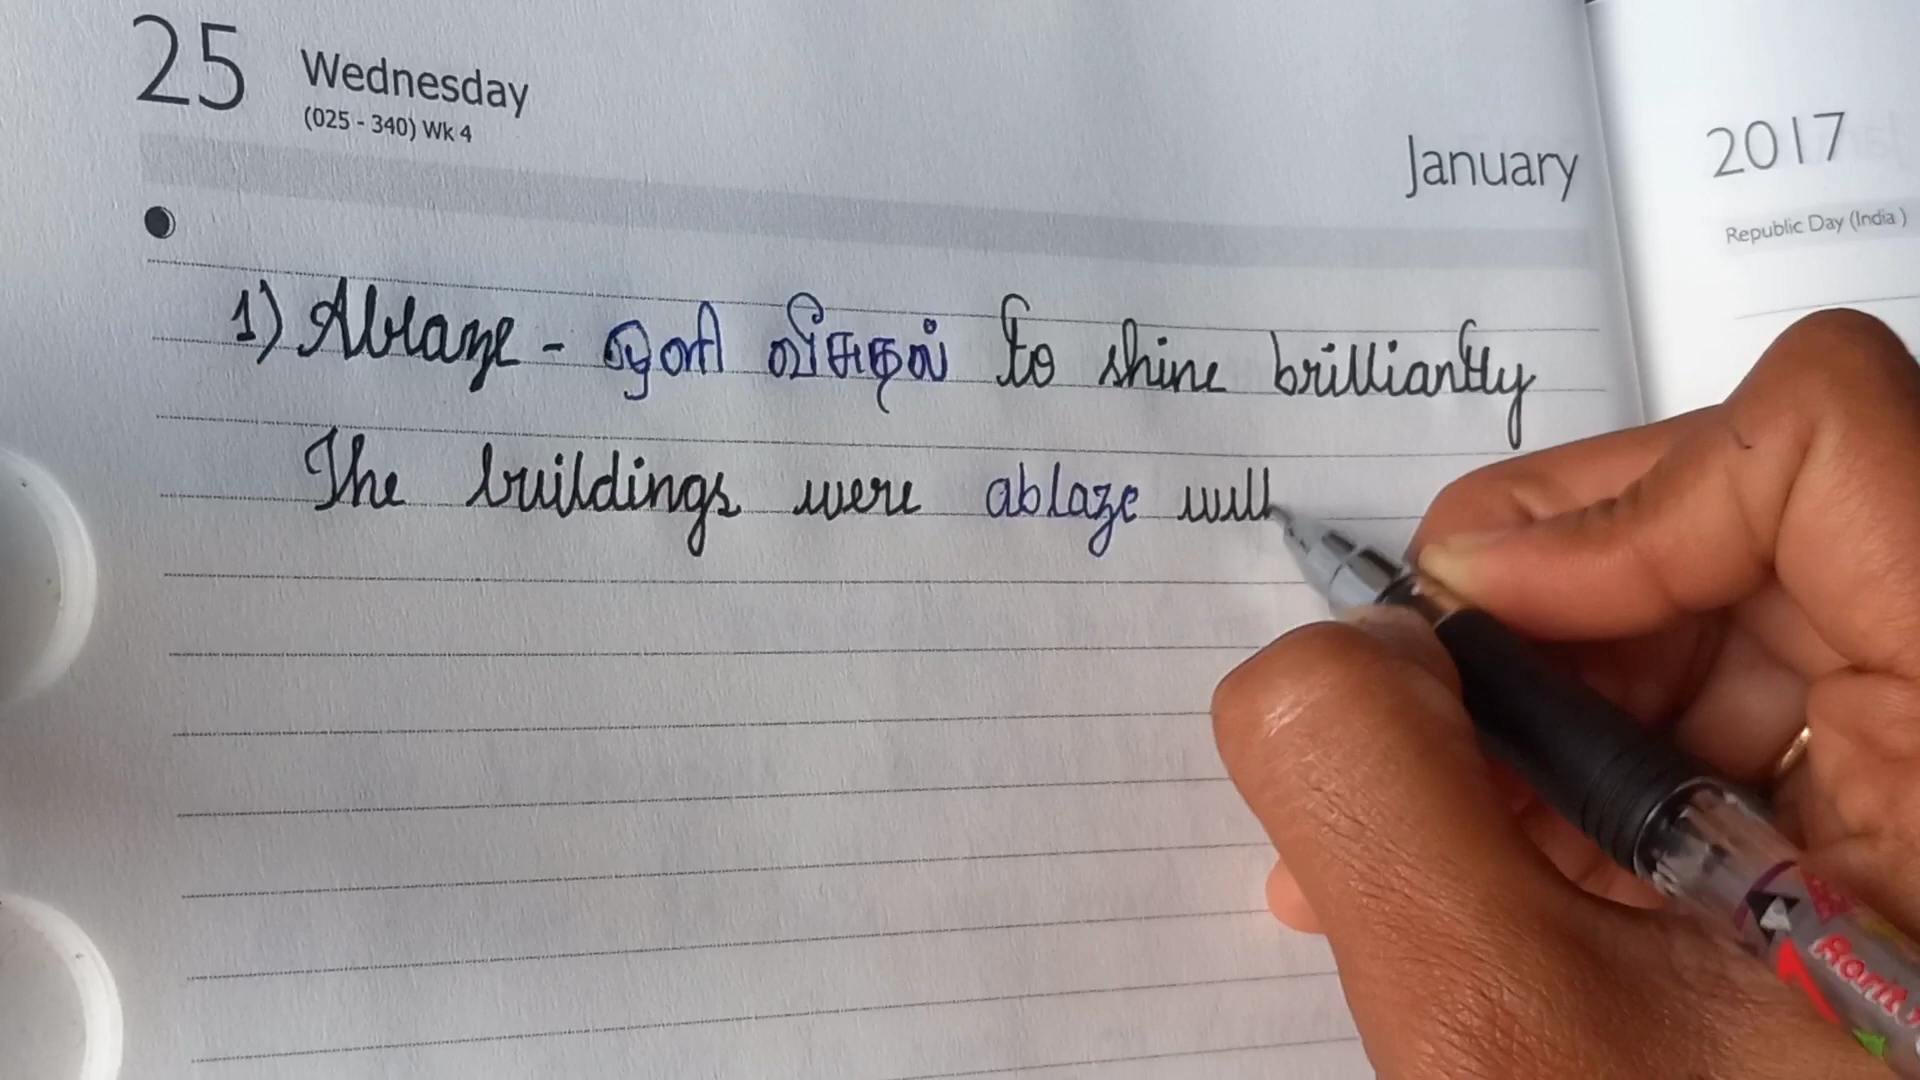 25 Wednesday
(025 - 340) Wk 4
January
2017
Republic Day (India)
1) Ablaze - ஒளி வீசுதல் to shine brilliantly
The buildings were ablaze